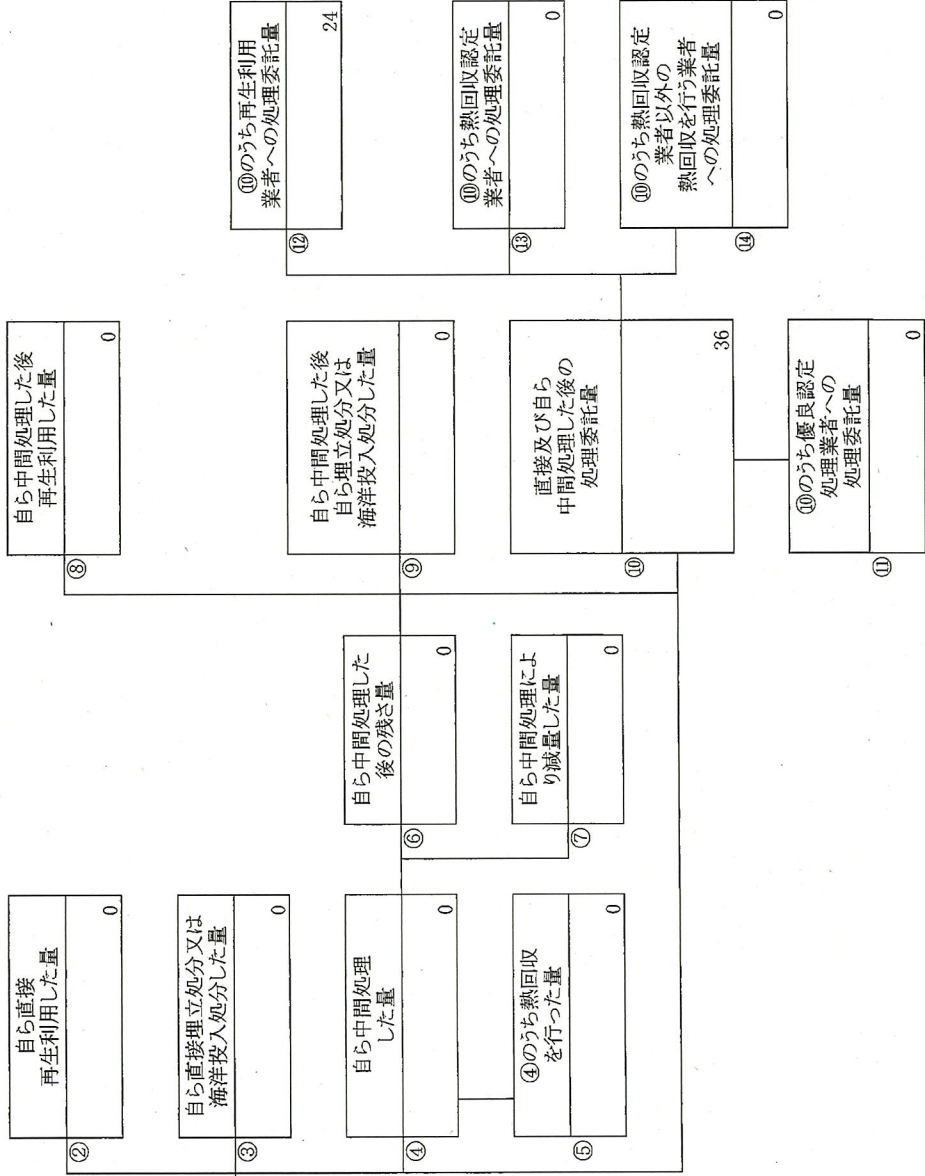 ②
自ら直接
再生利用した量
0
③
自ら直接埋立処分又は
海洋投入処分した量
0
④
自ら中間処理
した量
0
⑤
④のうち熱回収
を行った量
0
⑥
自ら中間処理した
後の残さ量
0
⑦
自ら中間処理によ
り減量した量
0
⑧
自ら中間処理した後
再生利用した量
0
⑨
自ら中間処理した後
自ら埋立処分又は
海洋投入処分した量
0
⑩
直接及び自ら
中間処理した後の
処理委託量
36
⑪
⑩のうち優良認定
処理業者への
処理委託量
0
⑫
⑩のうち再生利用
業者への処理委託量
24
⑬
⑩のうち熱回収認定
業者への処理委託量
0
⑭
⑩のうち熱回収認定
業者以外の
熱回収を行う業者
への処理委託量
0